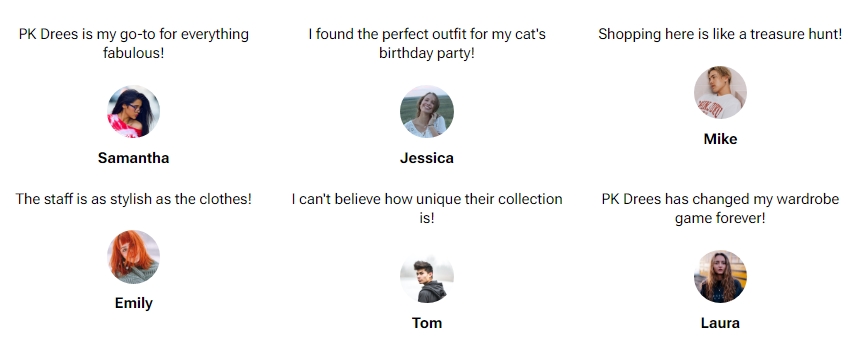 PK Drees is my go-to for everything
fabulous!
Samantha
I found the perfect outfit for my cat's
birthday party!
Jessica
Shopping here is like a treasure hunt!
Mike
The staff is as stylish as the clothes!
Emily
I can't believe how unique their collection
is!
Tom
PK Drees has changed my wardrobe
game forever!
Laura